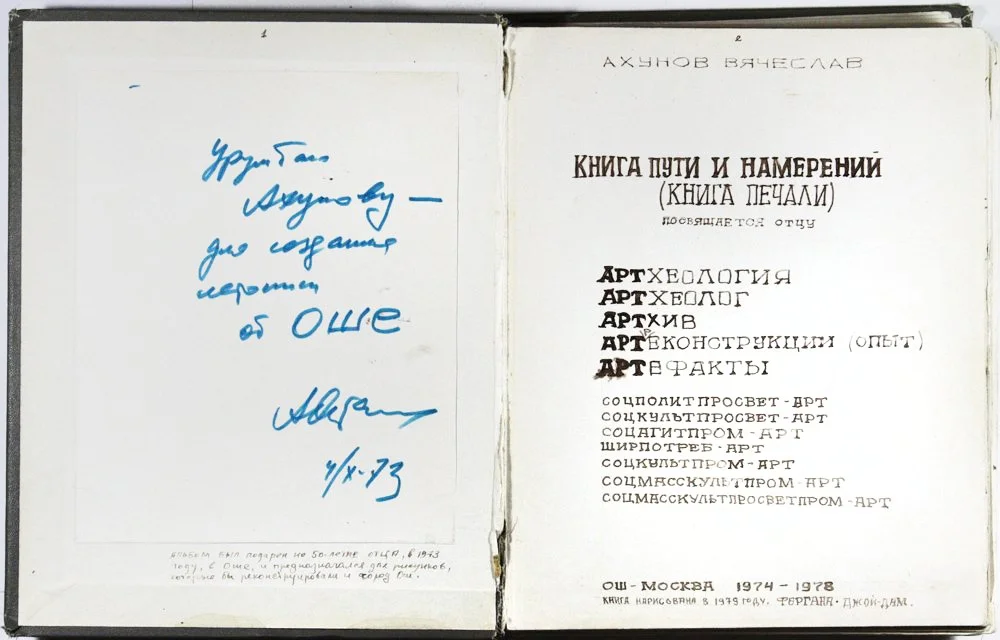 1
Урумбаю
Ахунову —
для создания
летописи
об ОШе
4/X-73
АЛЬБОМ БЫЛ подарен на 50-летие ОТЦА, в 1973
году, в Оше, и предназначался для рисунков,
которые бы реконструировали и город Ош.
2
АХУНОВ ВЯЧЕСЛАВ
КНИГА ПУТИ И НАМЕРЕНИЙ
(КНИГА ПЕЧАЛИ)
ПОСВЯЩАЕТСЯ ОТЦУ
АРТХЕОЛОГИЯ
АРТХЕОЛОГ
АРТХИВ
АРТРЕКОНСТРУКЦИИ (ОПЫТ)
АРТЕФАКТЫ
СОЦПОЛИТПРОСВЕТ-АРТ
СОЦКУЛЬТПРОСВЕТ-АРТ
СОЦАГИТПРОМ-АРТ
ШИРПОТРЕБ-АРТ
СОЦКУЛЬТПРОМ-АРТ
СОЦМАССКУЛЬТПРОМ-АРТ
СОЦМАССКУЛЬТПРОСВЕТПРОМ-АРТ
ОШ-МОСКВА 1974-1978
КНИГА НАРИСОВАНА В 1979 ГОДУ. ФЕРГАНА-ДЖОЙ-ДАМ.